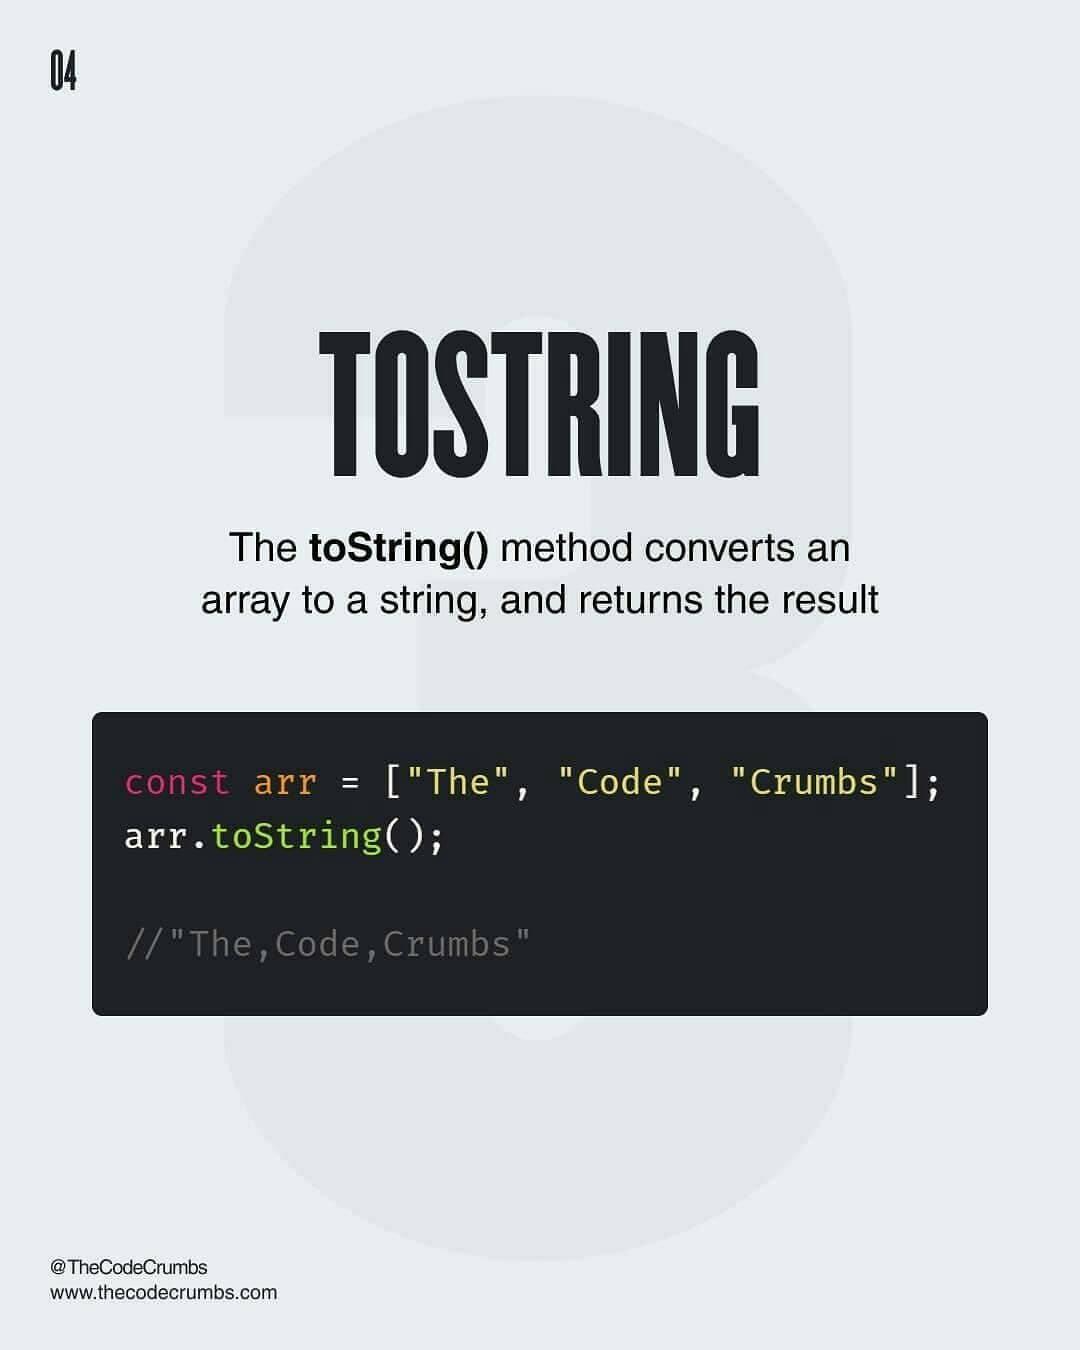 04
TOSTRING
The toString() method converts an
array to a string, and returns the result
const arr = ["The", "Code", "Crumbs"];
arr.toString();
//"The,Code,Crumbs"
@TheCodeCrumbs
www.thecodecrumbs.com